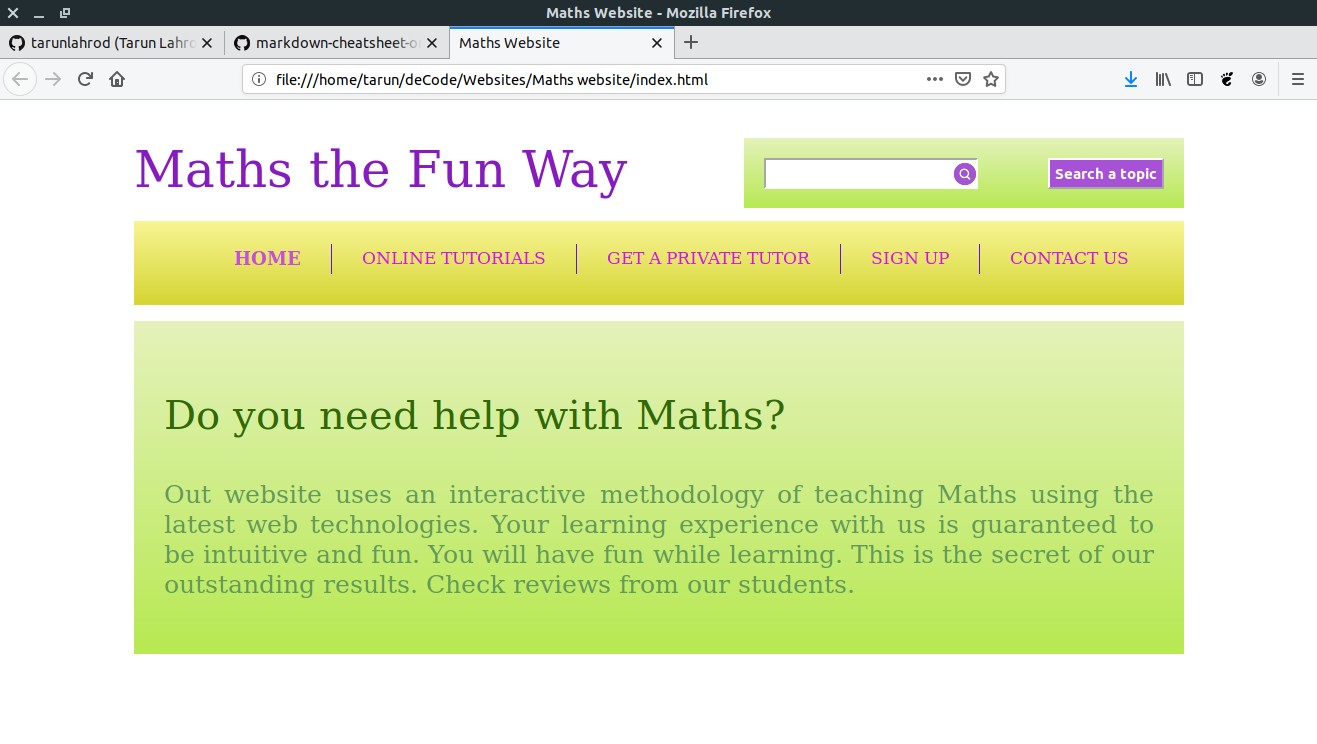 Maths Website - Mozilla Firefox
tarunlahrod (Tarun Lahro
markdown-cheatsheet-o
Maths Website
file:///home/tarun/deCode/Websites/Maths website/index.html
Maths the Fun Way
Search a topic
HOME ONLINE TUTORIALS GET A PRIVATE TUTOR SIGN UP CONTACT US
Do you need help with Maths?
Out website uses an interactive methodology of teaching Maths using the
latest web technologies. Your learning experience with us is guaranteed to
be intuitive and fun. You will have fun while learning. This is the secret of our
outstanding results. Check reviews from our students.